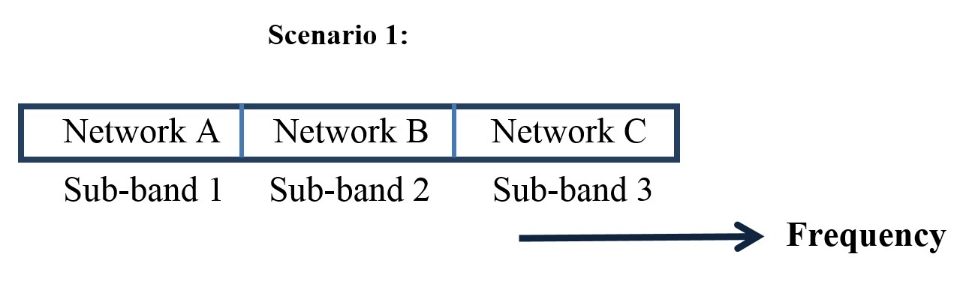 Scenario 1:
Network A Network B Network C
Sub-band 1 Sub-band 2 Sub-band 3
Frequency